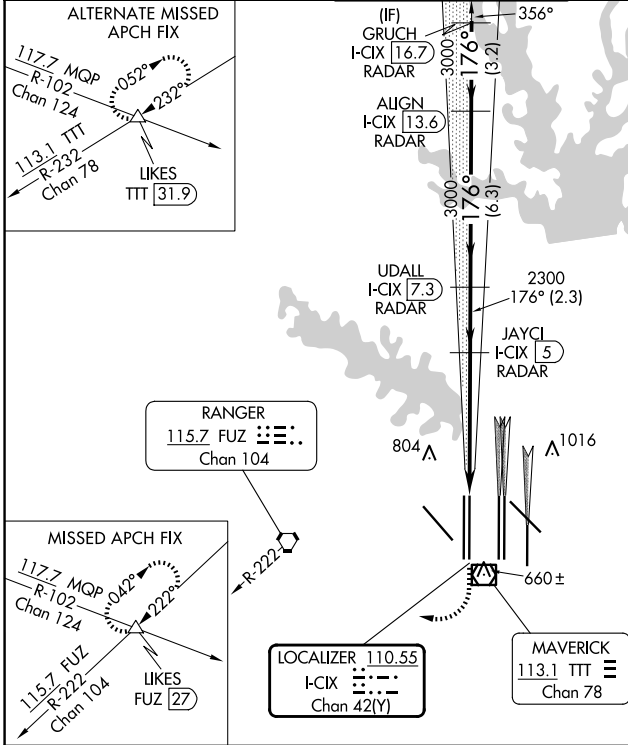 ALTERNATE MISSED
APCH FIX
117.7 MQP
R-102
Chan 124
052°
232°
113.1 TTT
R-232
Chan 78
LIKES
TTT 31.9
(IF)
GRUCH
I-CIX 16.7
RADAR
356°
3000
176°
(3.2)
ALIGN
I-CIX 13.6
RADAR
3000
176°
(6.3)
UDALL
I-CIX 7.3
RADAR
2300
176° (2.3)
JAYCI
I-CIX 5
RADAR
RANGER
115.7 FUZ
Chan 104
R-222
804
1016
660 ±
MISSED APCH FIX
117.7 MQP
R-102
Chan 124
042°
222°
115.7 FUZ
R-222
Chan 104
LIKES
FUZ 27
LOCALIZER 110.55
I-CIX
Chan 42(Y)
MAVERICK
113.1 TTT
Chan 78